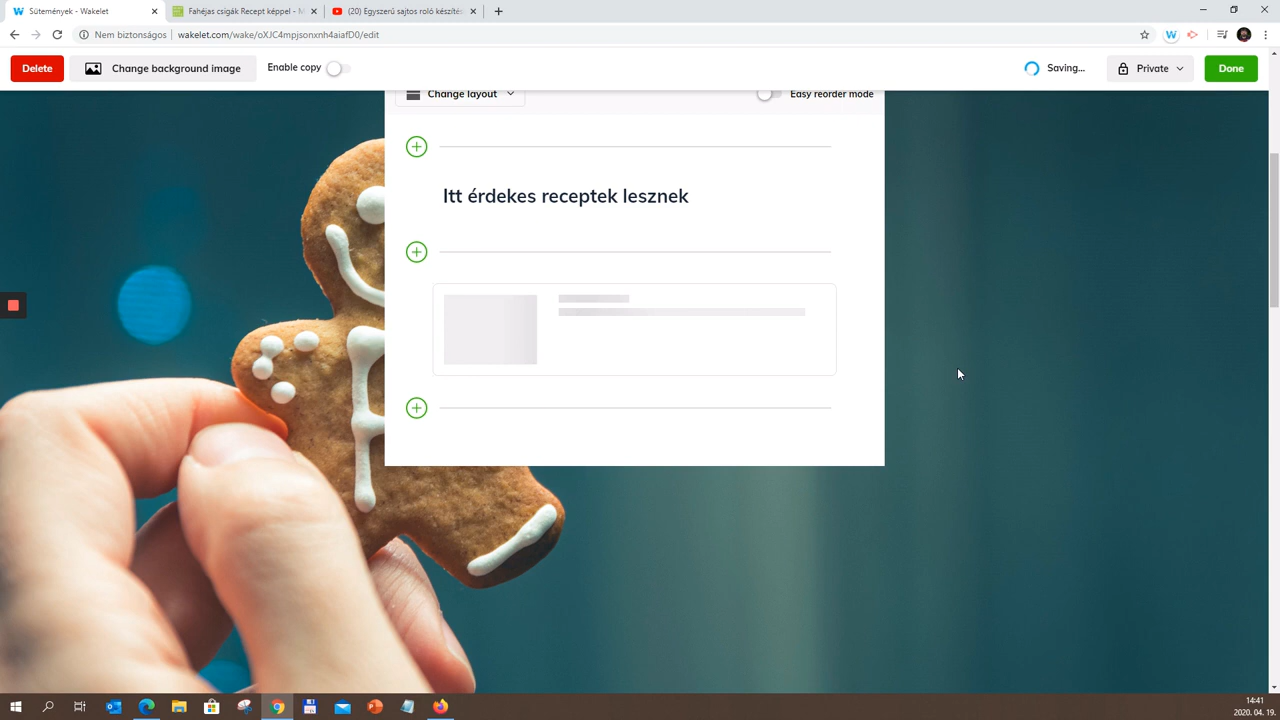 Sütemények - Wakelet
Fahéjas csigák Recept képpel - M
(20) Egyszerű sajtos roló készítés
Nem biztonságos | wakelet.com/wake/oXJC4mpjsonxnh4aiafD0/edit
Delete
Change background image
Enable copy
Saving...
Private
Done
Change layout
Easy reorder mode
Itt érdekes receptek lesznek
14:41
2020. 04. 19.